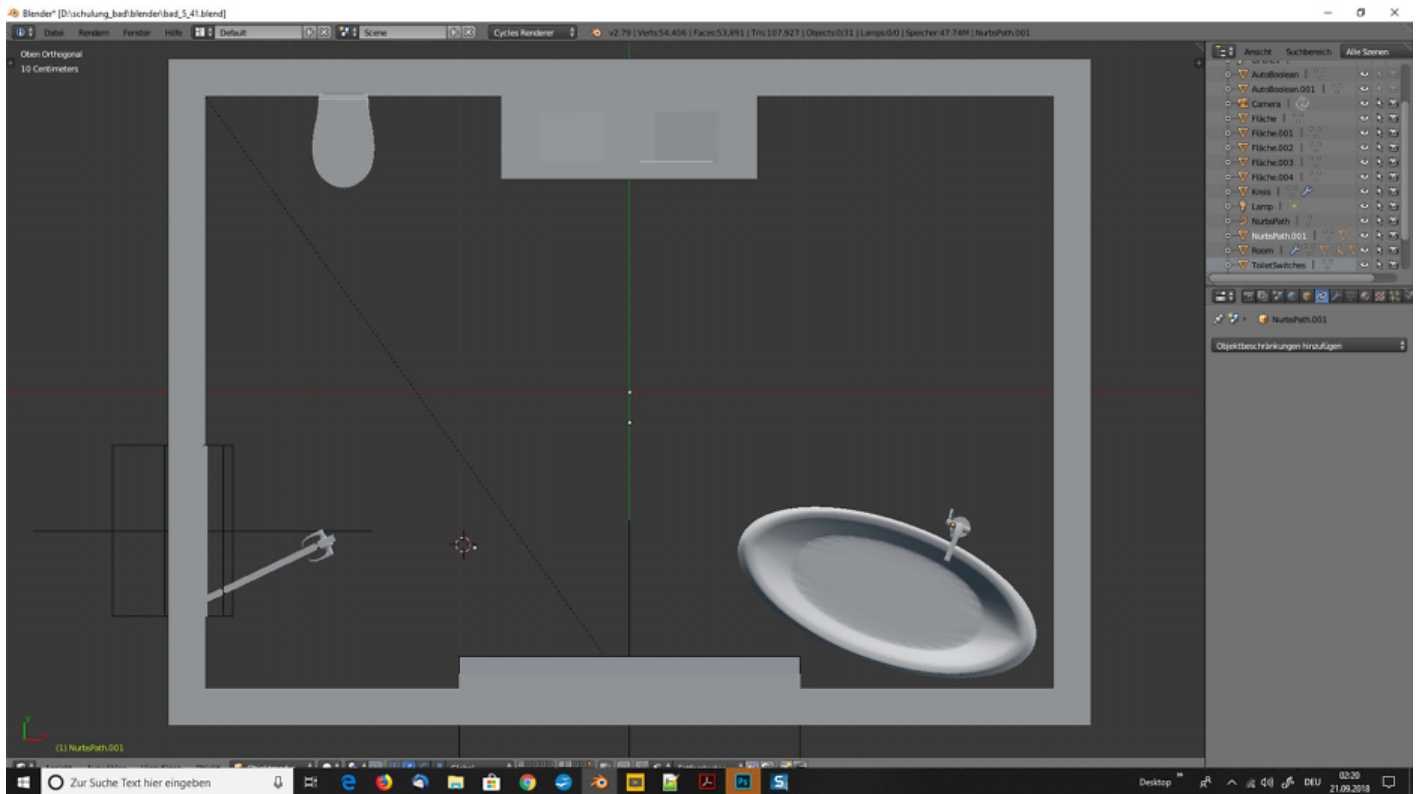 Blender* [D:\schulung_bad\blender\bad_5_41.blend]
Datei Rendern Fenster Hilfe Default Scene Cycles Renderer v2.79 | Verts:54,406 | Faces:53,891 | Tris:107,927 | Objects:0/31 | Lamps:0/0 | Speicher:47.74M | NurbsPath.001
Oben Orthogonal
10 Centimeters
Ansicht Suchbereich Alle Szenen
AutoBoolean
AutoBoolean.001
Camera
Fläche
Fläche.001
Fläche.002
Fläche.003
Fläche.004
Kreis
Lamp
NurbsPath
NurbsPath.001
Room
ToiletSwitches
NurbsPath.001
Objektbeschränkungen hinzufügen
(1) NurbsPath.001
Zur Suche Text hier eingeben
Desktop
DEU
02:20
21.09.2018